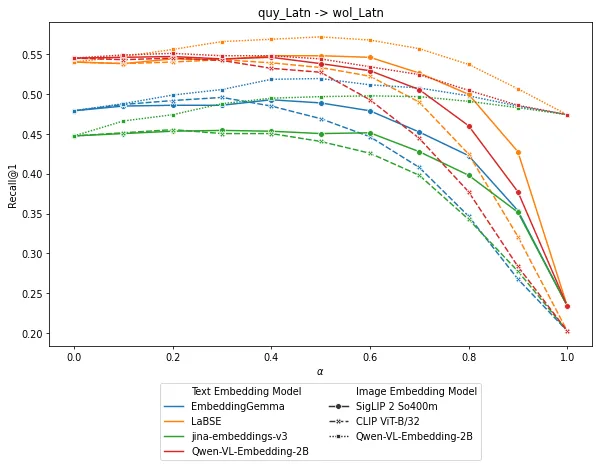 quy_Latn -> wol_Latn
Recall@1
0.55
0.50
0.45
0.40
0.35
0.30
0.25
0.20
0.0 0.2 0.4 0.6 0.8 1.0
α
Text Embedding Model
EmbeddingGemma
LaBSE
jina-embeddings-v3
Qwen-VL-Embedding-2B
Image Embedding Model
SigLIP 2 So400m
CLIP ViT-B/32
Qwen-VL-Embedding-2B